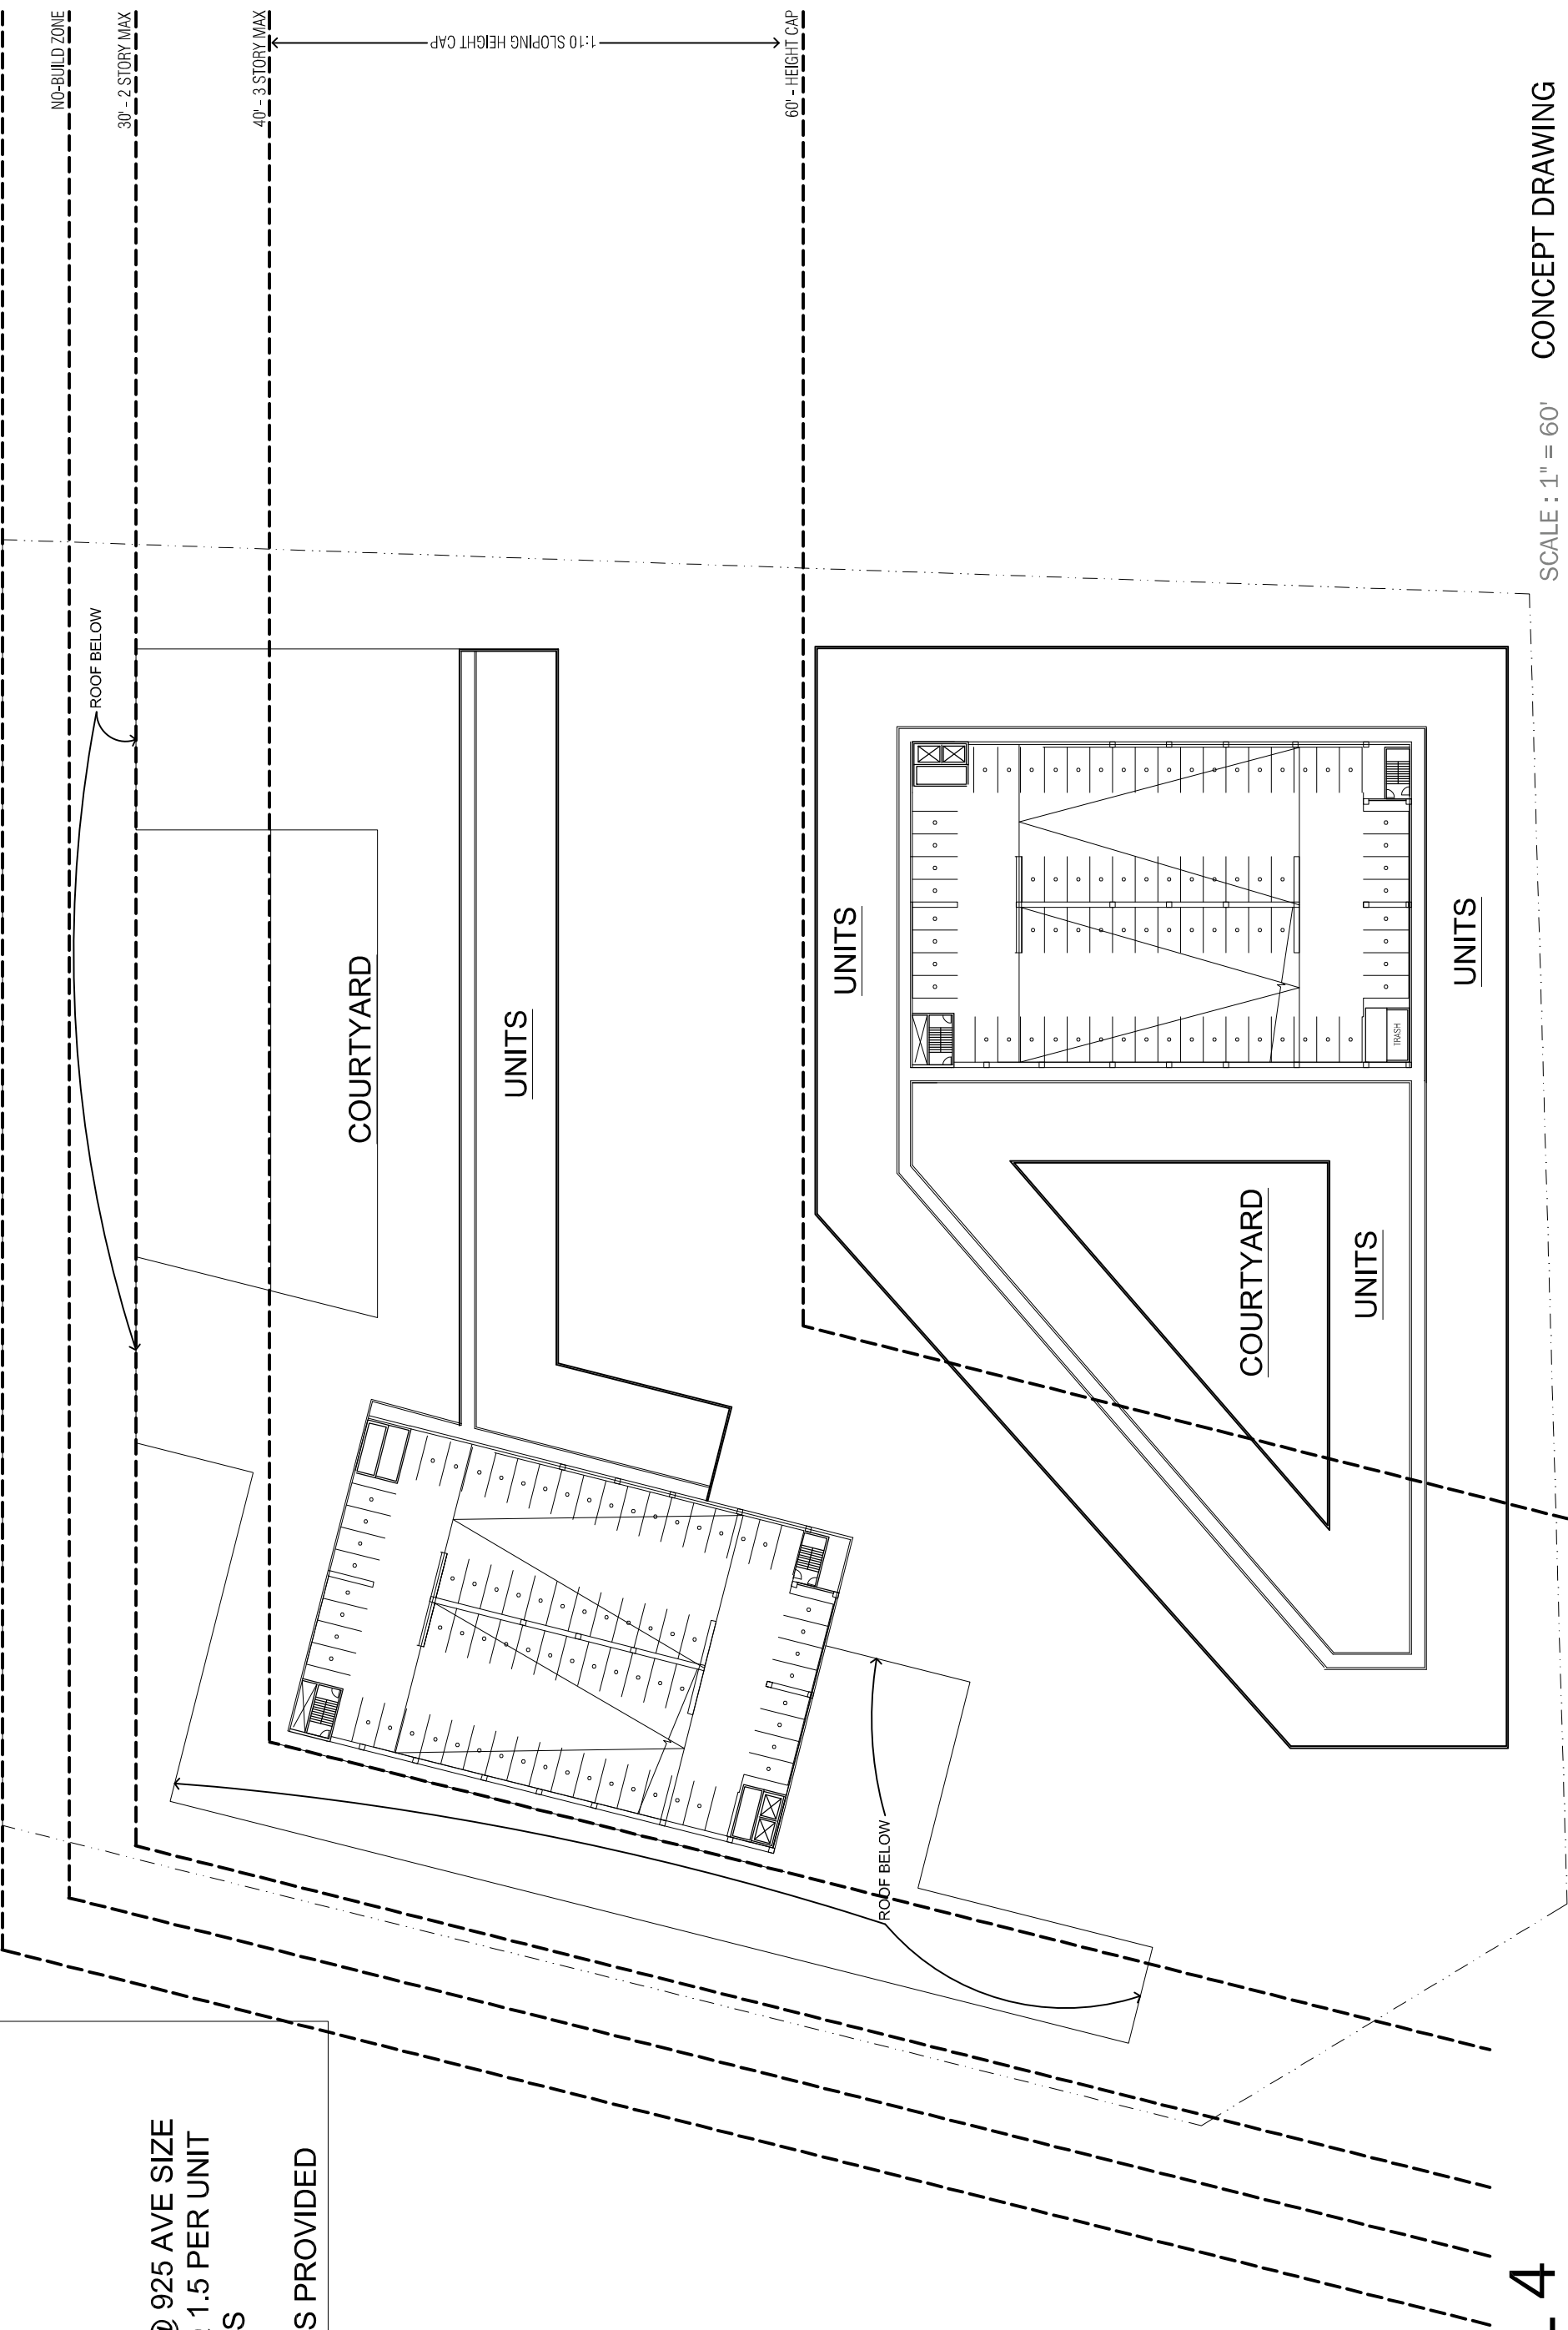 NO-BUILD ZONE
30' - 2 STORY MAX
40' - 3 STORY MAX
1:10 SLOPING HEIGHT CAP
60' - HEIGHT CAP
ROOF BELOW
COURTYARD
UNITS
UNITS
UNITS
TRASH
COURTYARD
UNITS
ROOF BELOW
@ 925 AVE SIZE
1.5 PER UNIT
S
S PROVIDED
SCALE : 1" = 60'
CONCEPT DRAWING
- 4